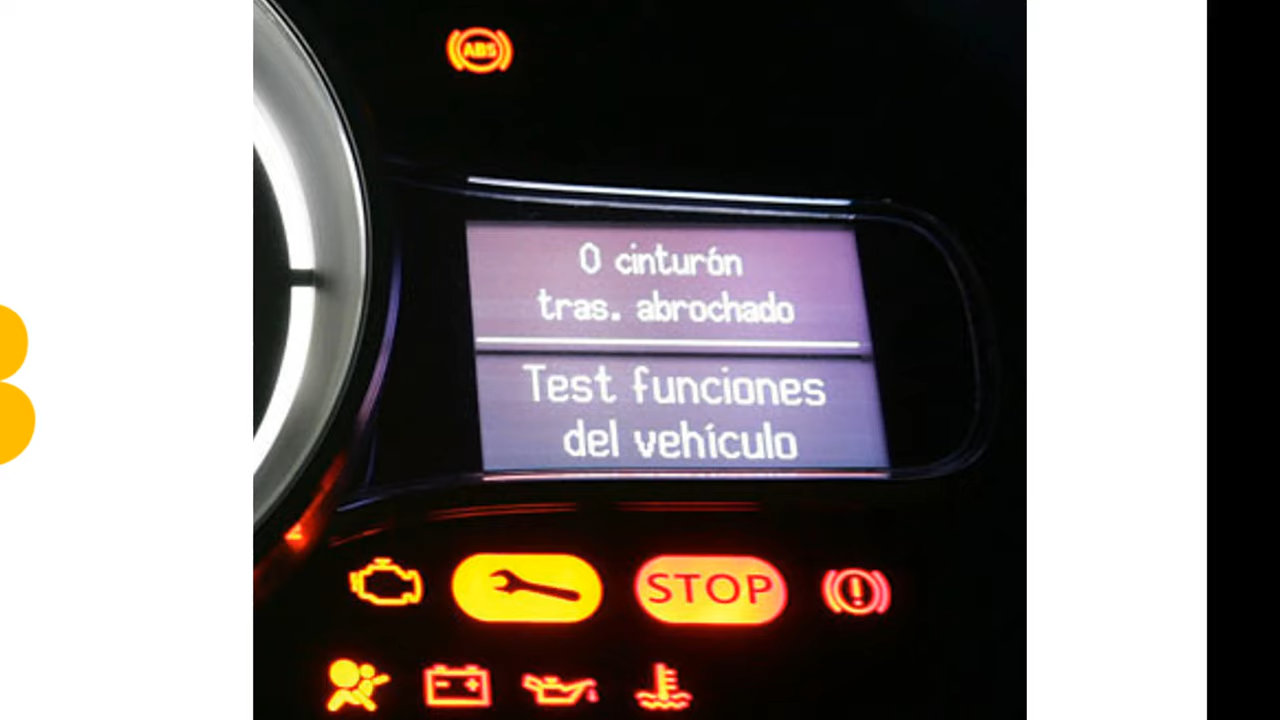 ABS
0 cinturón
tras. abrochado
Test funciones
del vehículo
STOP